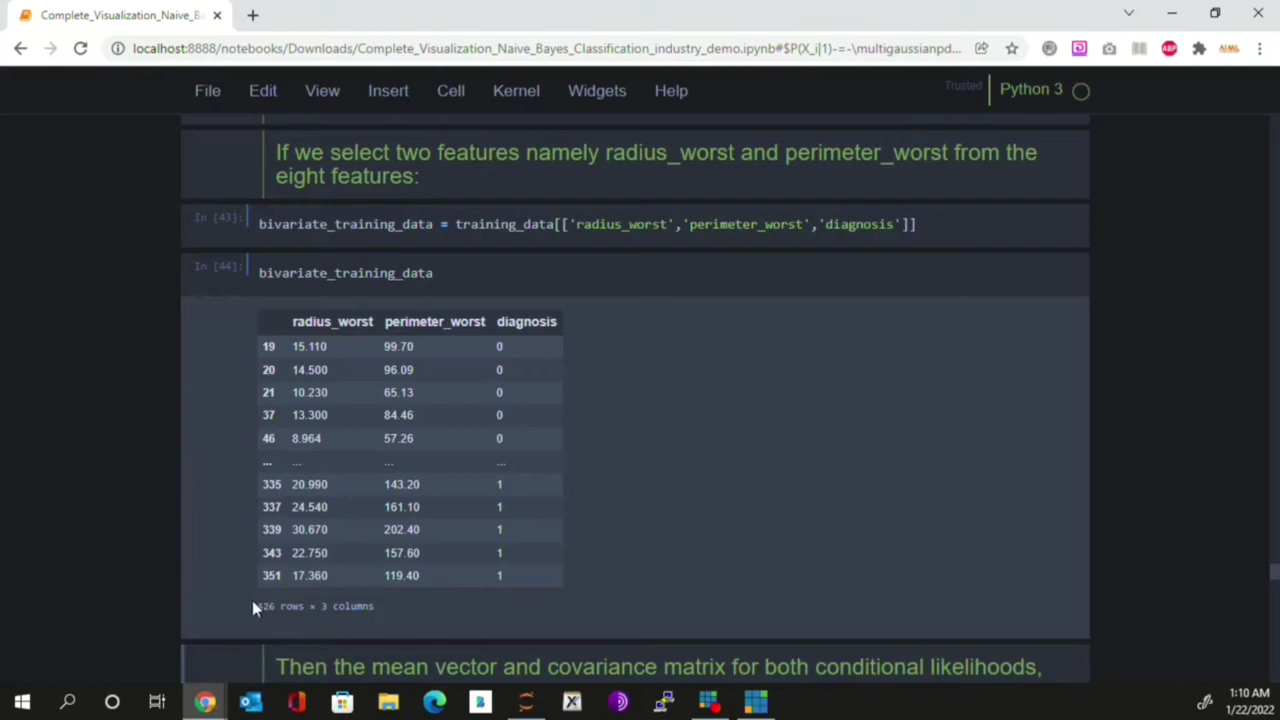 Complete_Visualization_Naive_Ba
localhost:8888/notebooks/Downloads/Complete_Visualization_Naive_Bayes_Classification_industry_demo.ipynb#$P(X_i|1)-=-\multigaussianpd...
ABP
AIML
File Edit View Insert Cell Kernel Widgets Help
Trusted
Python 3
If we select two features namely radius_worst and perimeter_worst from the
eight features:
In [43]: bivariate_training_data = training_data[['radius_worst','perimeter_worst','diagnosis']]
In [44]: bivariate_training_data
radius_worst perimeter_worst diagnosis
19 15.110 99.70 0
20 14.500 96.09 0
21 10.230 65.13 0
37 13.300 84.46 0
46 8.964 57.26 0
... ... ... ...
335 20.990 143.20 1
337 24.540 161.10 1
339 30.670 202.40 1
343 22.750 157.60 1
351 17.360 119.40 1
26 rows × 3 columns
Then the mean vector and covariance matrix for both conditional likelihoods,
1:10 AM
1/22/2022